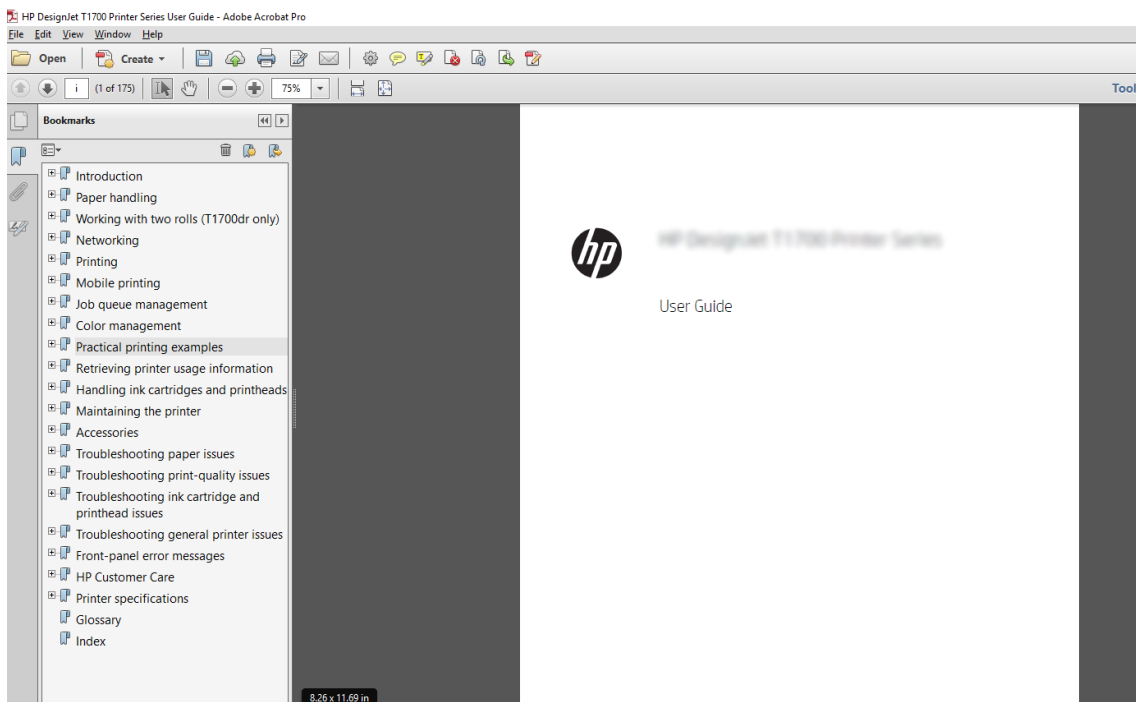 HP DesignJet T1700 Printer Series User Guide - Adobe Acrobat Pro
File Edit View Window Help
Open Create
i (1 of 175) 75% Tool
Bookmarks
Introduction
Paper handling
Working with two rolls (T1700dr only)
Networking
Printing
Mobile printing
Job queue management
Color management
Practical printing examples
Retrieving printer usage information
Handling ink cartridges and printheads
Maintaining the printer
Accessories
Troubleshooting paper issues
Troubleshooting print-quality issues
Troubleshooting ink cartridge and
printhead issues
Troubleshooting general printer issues
Front-panel error messages
HP Customer Care
Printer specifications
Glossary
Index
hp
User Guide
8.26 x 11.69 in